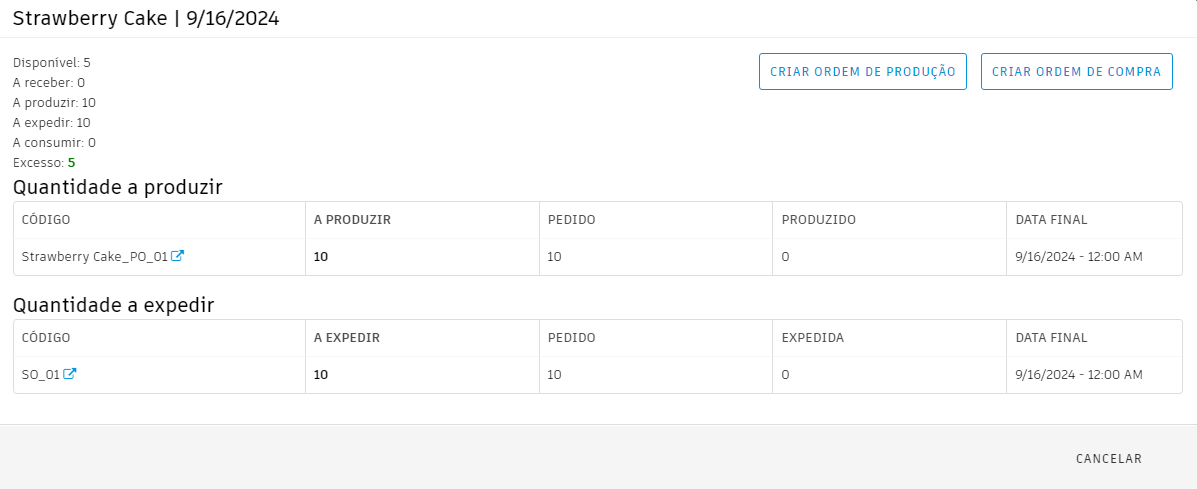 Strawberry Cake | 9/16/2024
Disponível: 5
A receber: 0
A produzir: 10
A expedir: 10
A consumir: 0
Excesso: 5
CRIAR ORDEM DE PRODUÇÃO
CRIAR ORDEM DE COMPRA
Quantidade a produzir
CÓDIGO A PRODUZIR PEDIDO PRODUZIDO DATA FINAL
Strawberry Cake_PO_01 10 10 0 9/16/2024 - 12:00 AM
Quantidade a expedir
CÓDIGO A EXPEDIR PEDIDO EXPEDIDA DATA FINAL
SO_01 10 10 0 9/16/2024 - 12:00 AM
CANCELAR